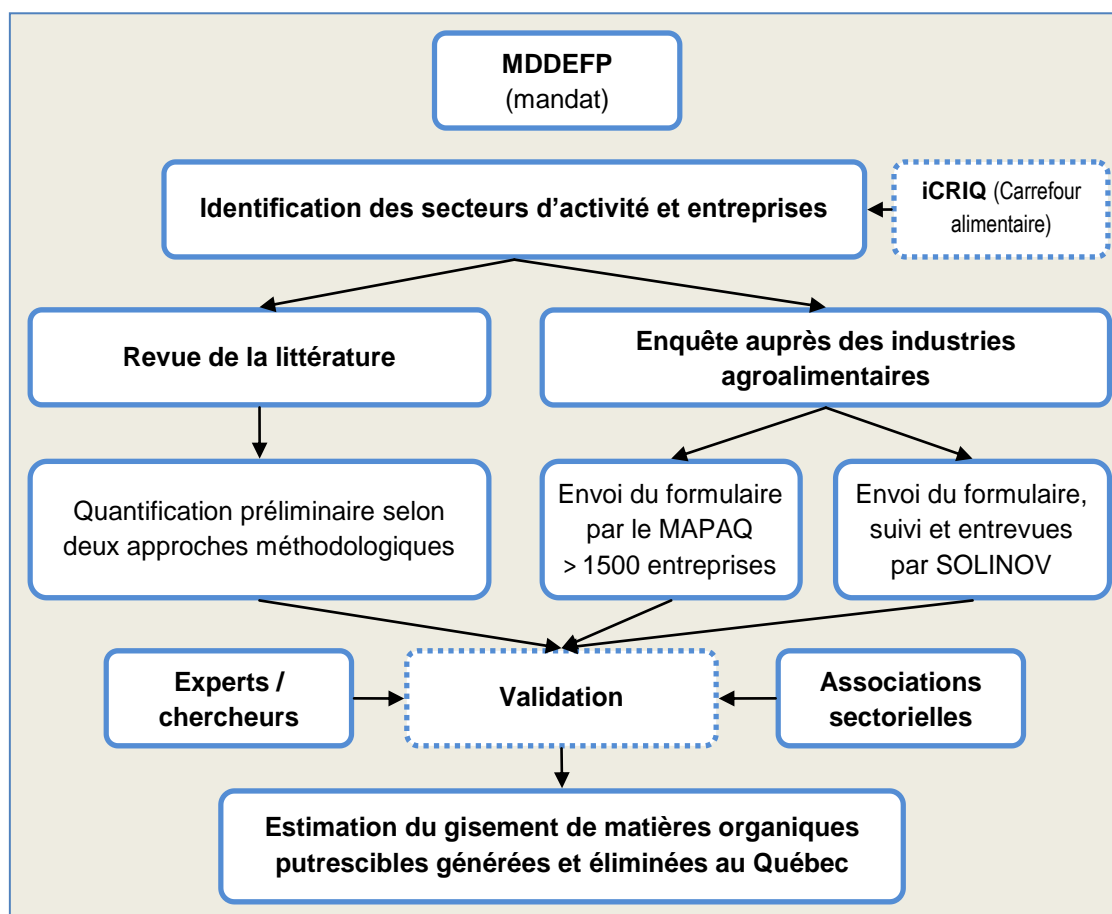 MDDEFP
(mandat)
Identification des secteurs d’activité et entreprises
iCRIQ (Carrefour
alimentaire)
Revue de la littérature
Enquête auprès des industries
agroalimentaires
Quantification préliminaire selon
deux approches méthodologiques
Envoi du formulaire
par le MAPAQ
> 1500 entreprises
Envoi du formulaire,
suivi et entrevues
par SOLINOV
Experts /
chercheurs
Validation
Associations
sectorielles
Estimation du gisement de matières organiques
putrescibles générées et éliminées au Québec